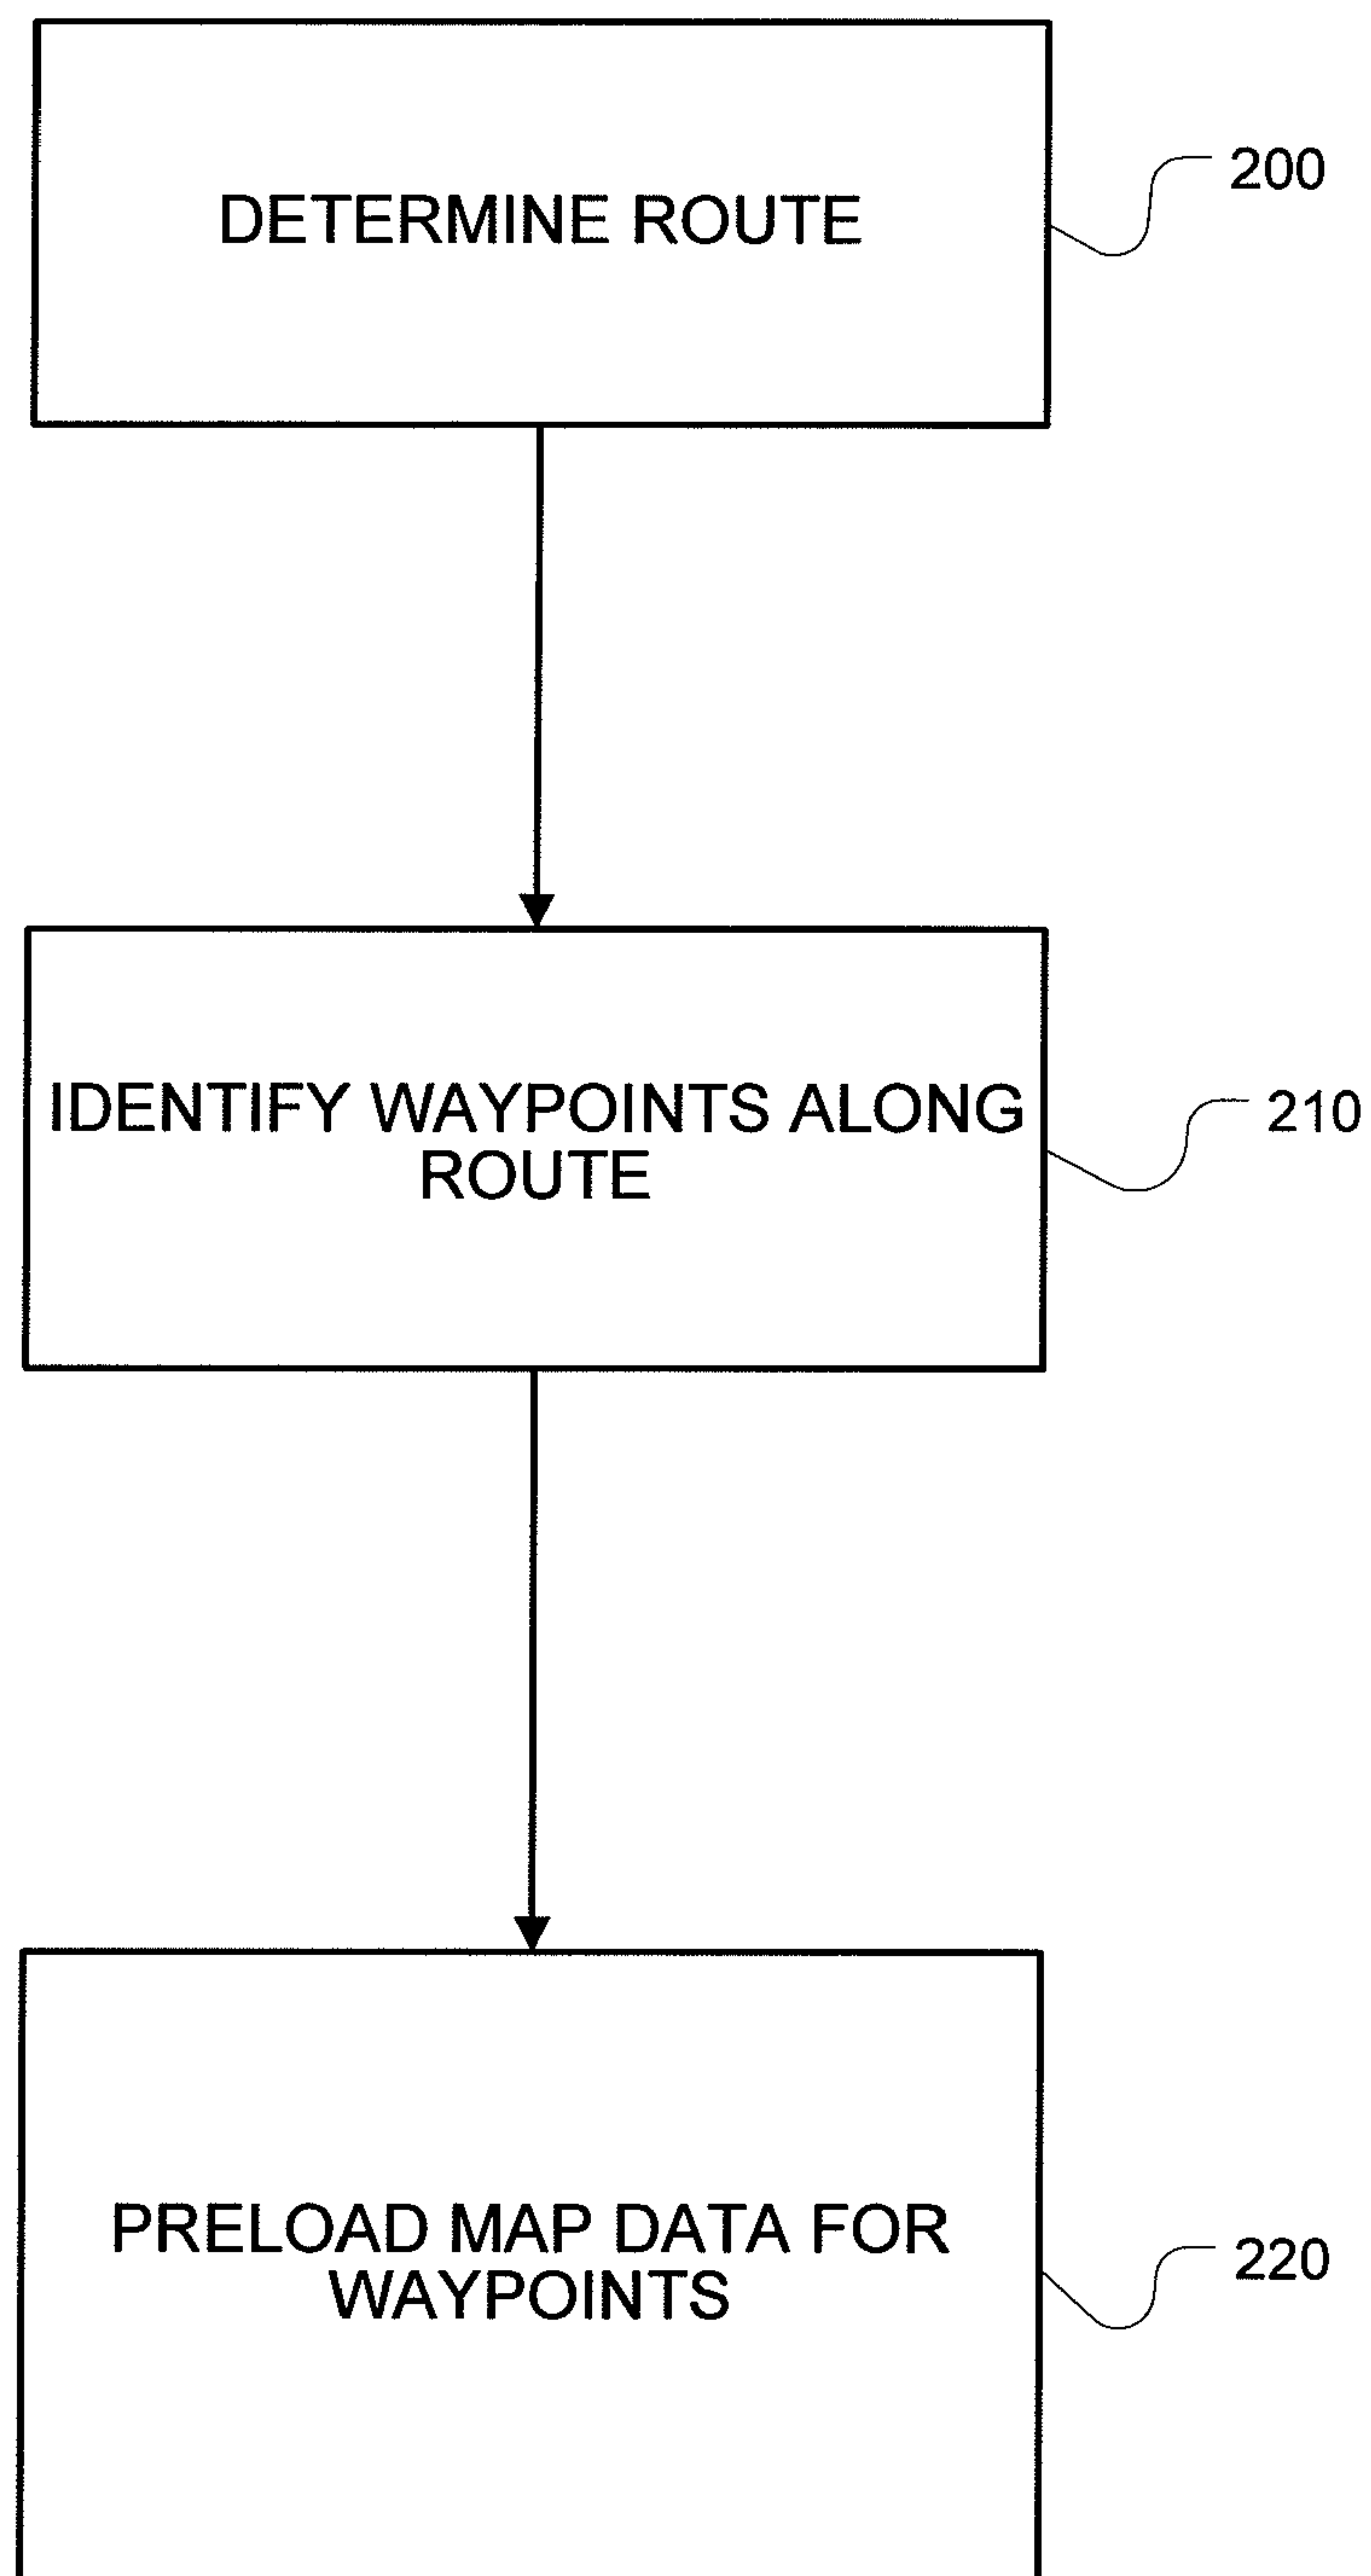 DETERMINE ROUTE
200
IDENTIFY WAYPOINTS ALONG
ROUTE
210
PRELOAD MAP DATA FOR
WAYPOINTS
220